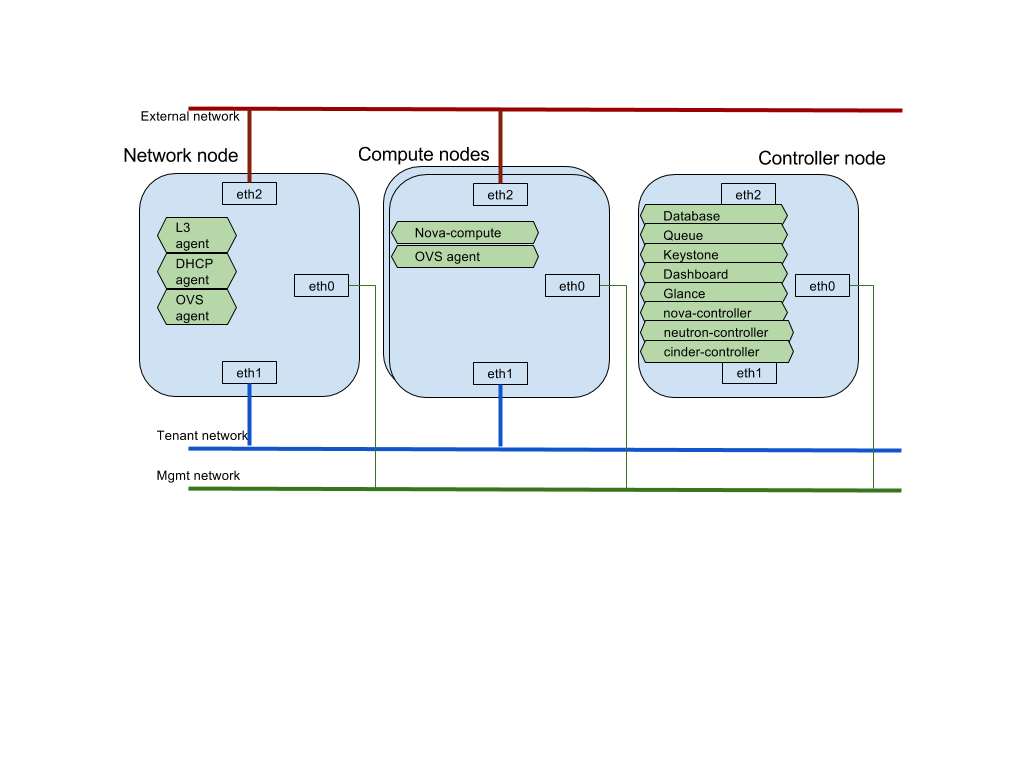 External network
Network node
Compute nodes
Controller node
eth2
L3
agent
DHCP
agent
OVS
agent
eth0
eth1
eth2
Nova-compute
OVS agent
eth0
eth1
eth2
Database
Queue
Keystone
Dashboard
Glance
nova-controller
neutron-controller
cinder-controller
eth0
eth1
Tenant network
Mgmt network